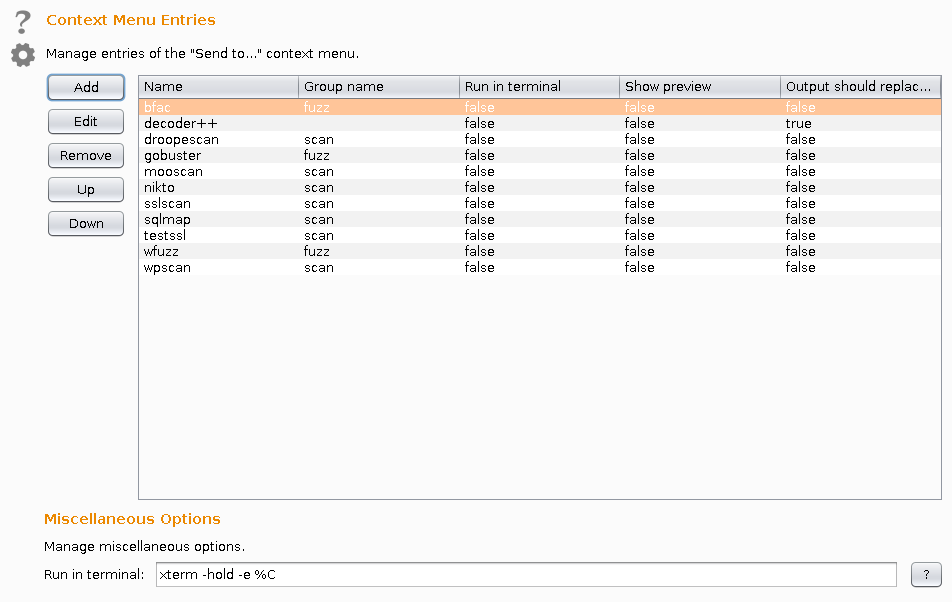 Context Menu Entries
Manage entries of the "Send to..." context menu.
Add
Edit
Remove
Up
Down
Name Group name Run in terminal Show preview Output should replac...
bfac fuzz false false false
decoder++ false false true
droopescan scan false false false
gobuster fuzz false false false
mooscan scan false false false
nikto scan false false false
sslscan scan false false false
sqlmap scan false false false
testssl scan false false false
wfuzz fuzz false false false
wpscan scan false false false
Miscellaneous Options
Manage miscellaneous options.
Run in terminal: xterm -hold -e %C ?